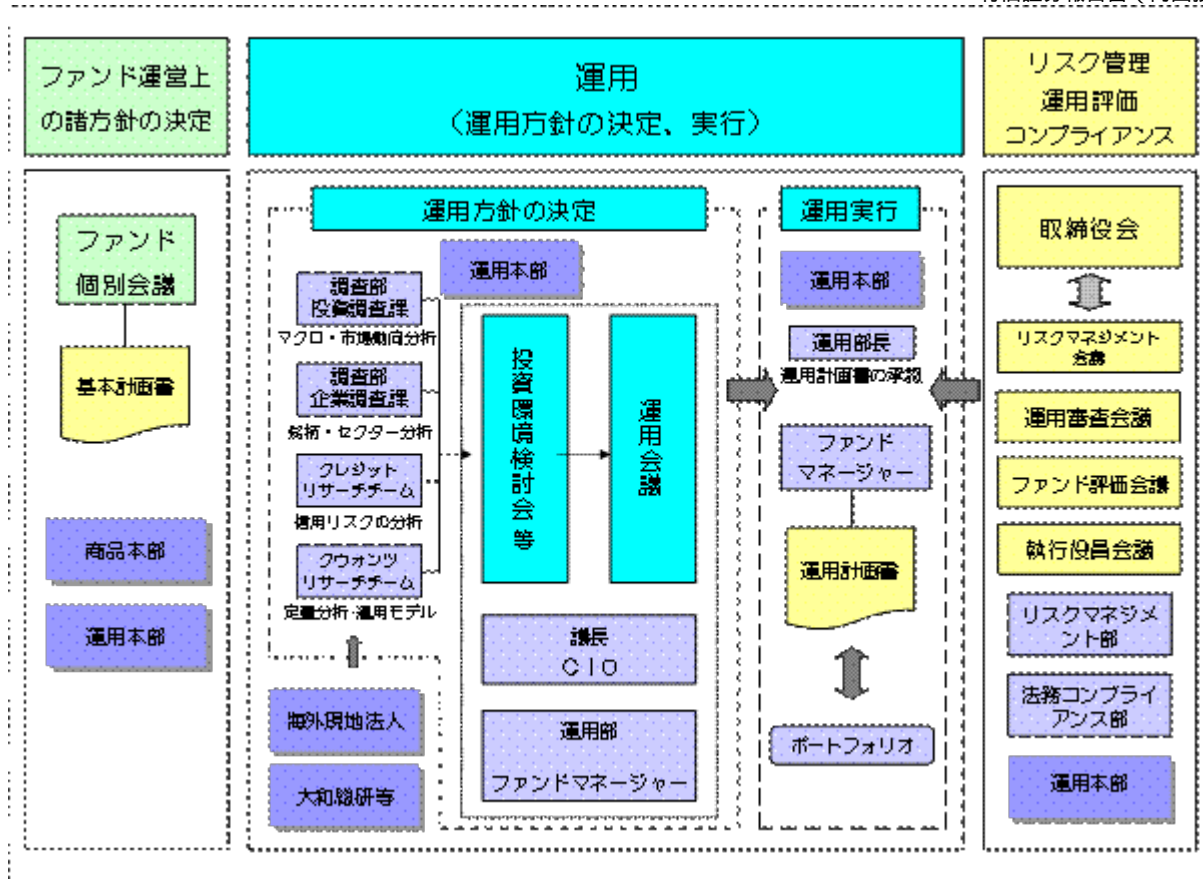 ファンド運営上
の諸方針の決定
運用
（運用方針の決定、実行）
リスク管理
運用評価
コンプライアンス
ファンド
個別会議
基本計画書
商品本部
運用本部
運用方針の決定
運用本部
調査部
投資調査課
マクロ・市場動向分析
調査部
企業調査課
銘柄・セクター分析
クレジット
リサーチチーム
信用リスクの分析
クウォンツ
リサーチチーム
定量分析・運用モデル
海外現地法人
大和総研等
投資環境検討会等
運用会議
議長
CIO
運用部
ファンドマネージャー
運用実行
運用本部
運用部長
運用計画書の承認
ファンド
マネージャー
運用計画書
ポートフォリオ
取締役会
リスクマネジメント
会議
運用審査会議
ファンド評価会議
執行役員会議
リスクマネジメ
ント部
法務コンプライ
アンス部
運用本部